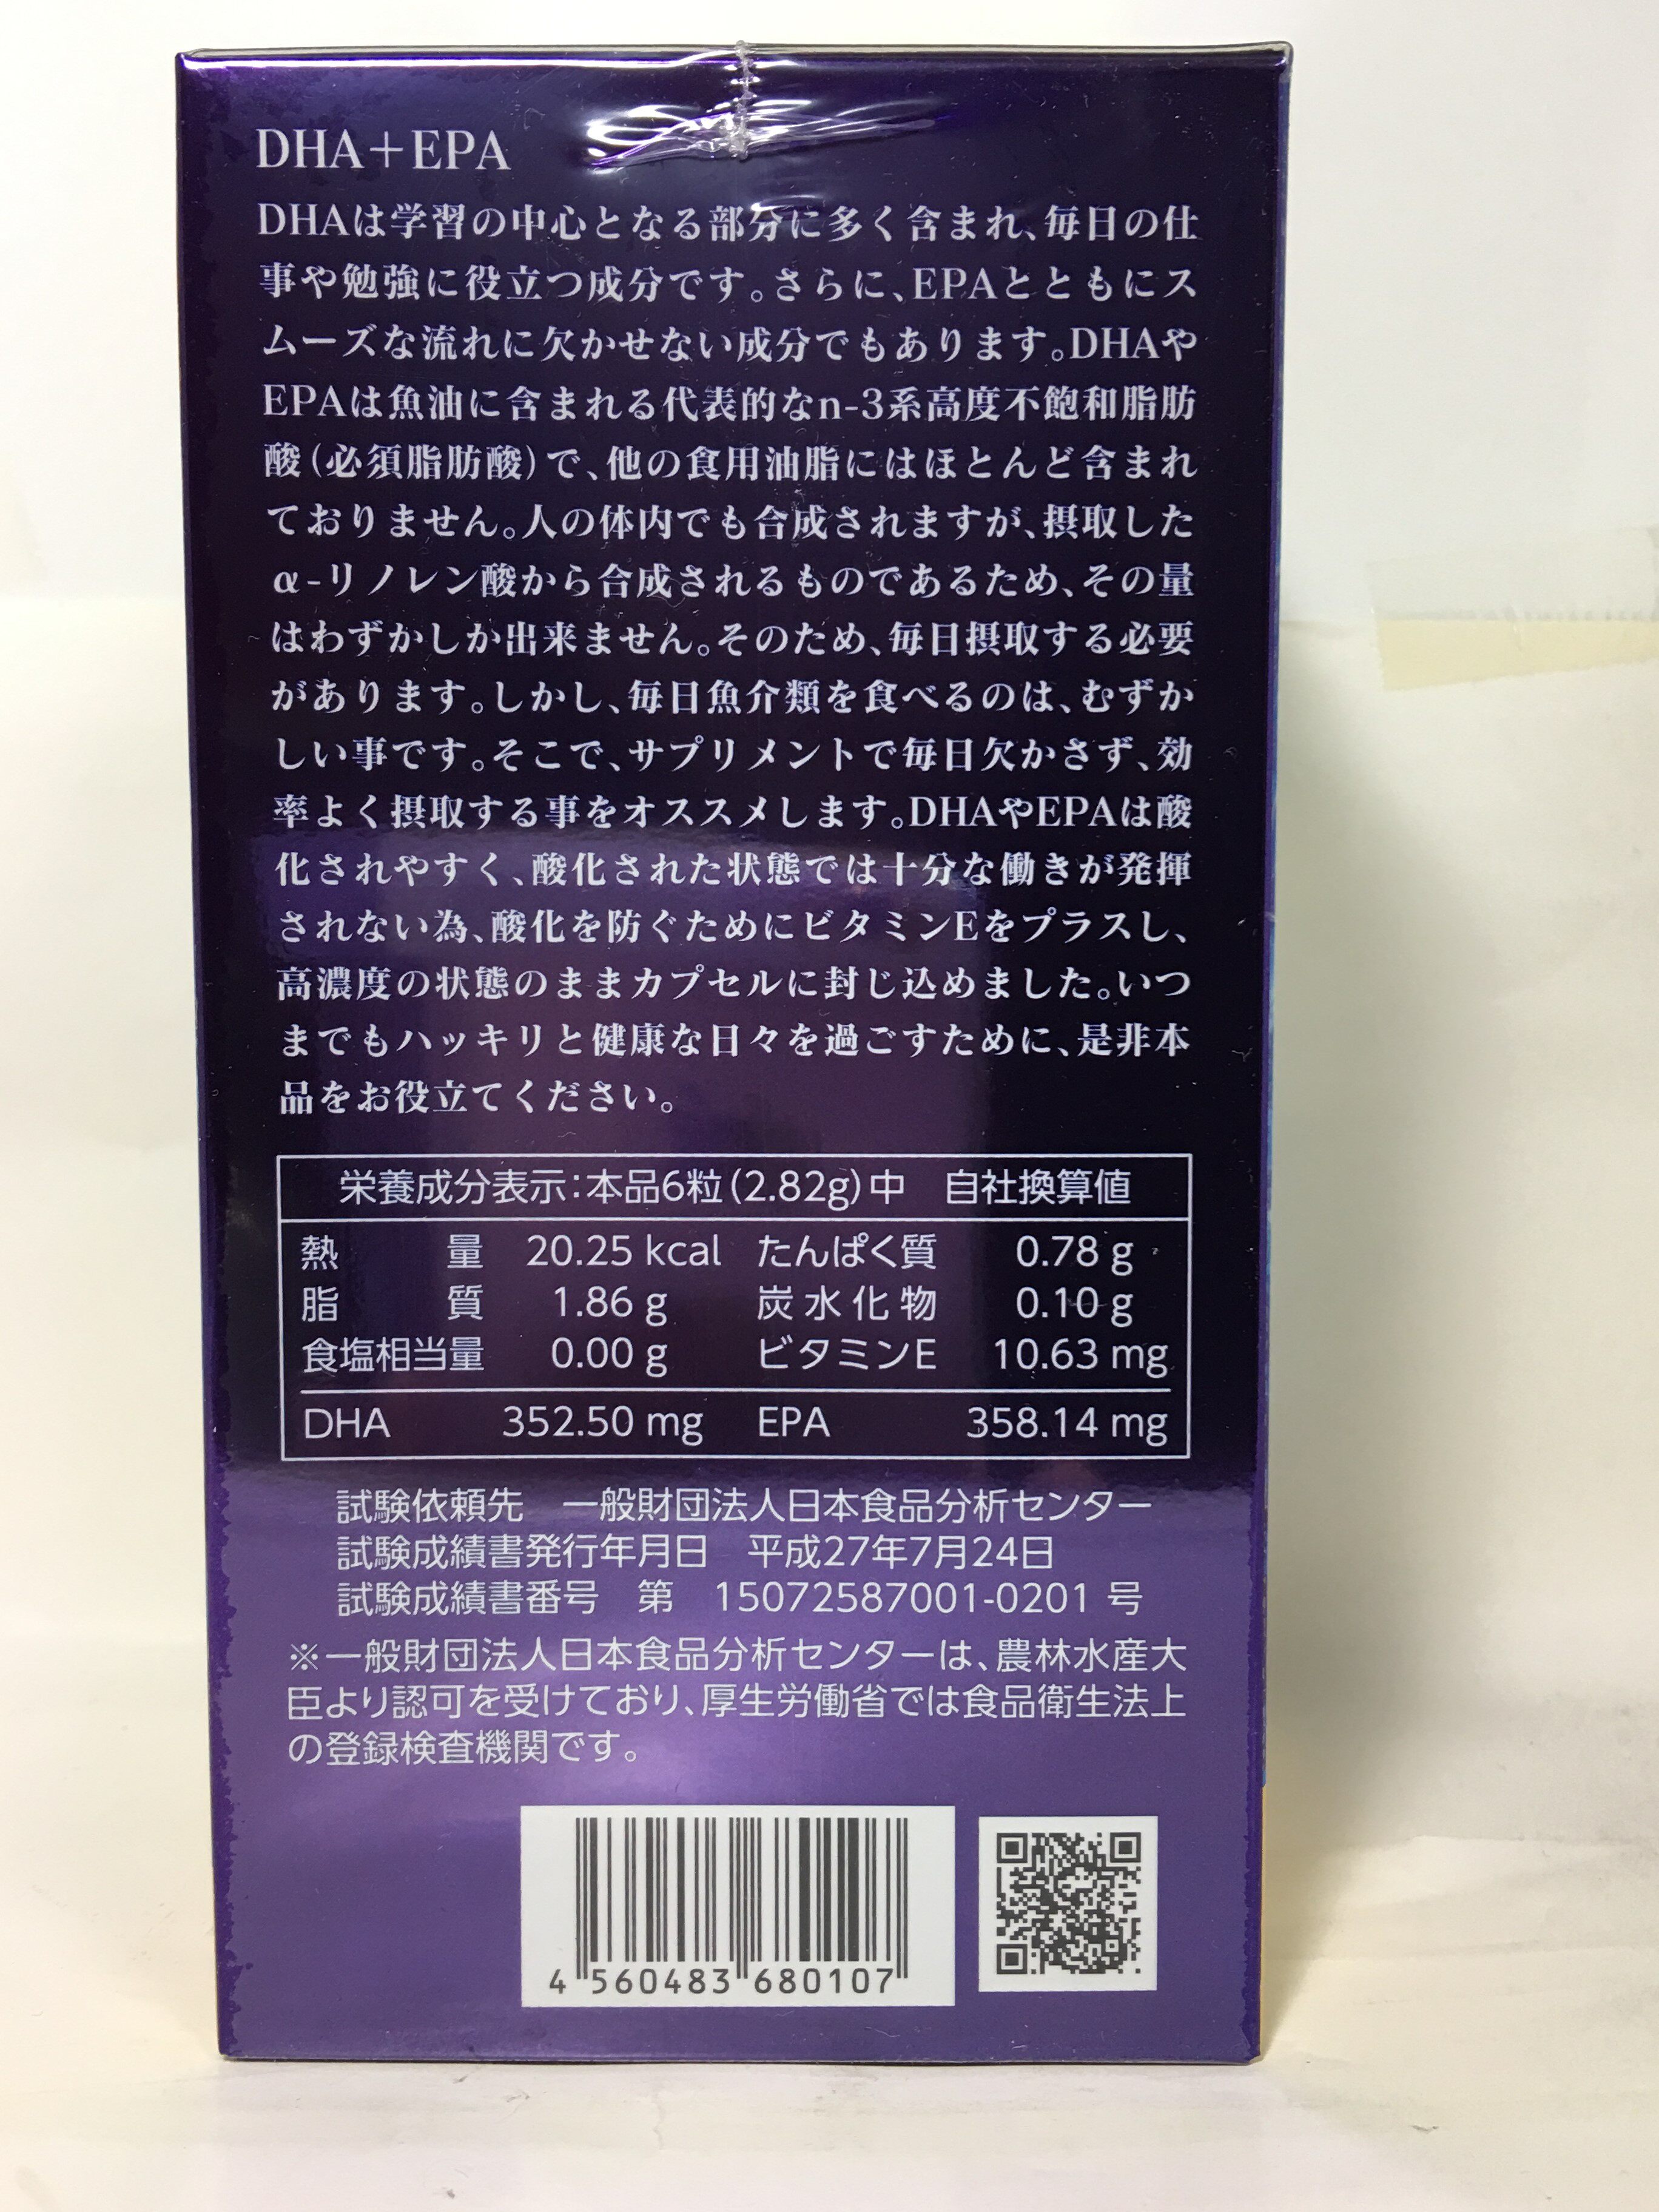 DHA＋EPA
DHAは学習の中心となる部分に多く含まれ、毎日の仕
事や勉強に役立つ成分です。さらに、EPAとともにス
ムーズな流れに欠かせない成分でもあります。DHAや
EPAは魚油に含まれる代表的なn-3系高度不飽和脂肪
酸(必須脂肪酸)で、他の食用油脂にはほとんど含まれ
ておりません。人の体内でも合成されますが、摂取した
α-リノレン酸から合成されるものであるため、その量
はわずかしか出来ません。そのため、毎日摂取する必要
があります。しかし、毎日魚介類を食べるのは、むずか
しい事です。そこで、サプリメントで毎日欠かさず、効
率よく摂取する事をオススメします。DHAやEPAは酸
化されやすく、酸化された状態では十分な働きが発揮
されない為、酸化を防ぐためにビタミンEをプラスし、
高濃度の状態のままカプセルに封じ込めました。いつ
までもハッキリと健康な日々を過ごすために、是非本
品をお役立てください。
栄養成分表示:本品6粒(2.82g)中　自社換算値
熱量 20.25 kcal たんぱく質 0.78 g
脂質 1.86 g 炭水化物 0.10 g
食塩相当量 0.00 g ビタミンE 10.63 mg
DHA 352.50 mg EPA 358.14 mg
試験依頼先　一般財団法人日本食品分析センター
試験成績書発行年月日　平成27年7月24日
試験成績書番号　第　15072587001-0201 号
※一般財団法人日本食品分析センターは、農林水産大
臣より認可を受けており、厚生労働省では食品衛生法上
の登録検査機関です。
4 560483 680107